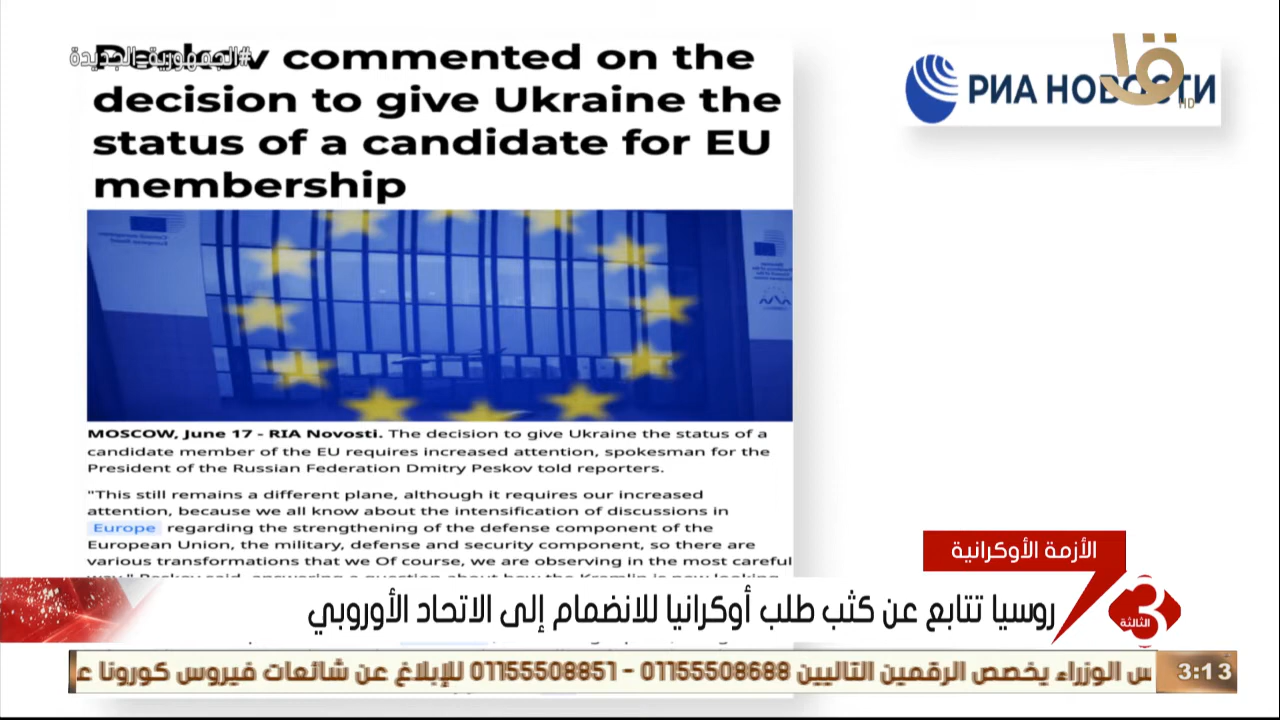 #الجمهورية_الجديدة
Peskov commented on the
decision to give Ukraine the
status of a candidate for EU
membership
РИА НОВОСТИ
HD
MOSCOW, June 17 - RIA Novosti. The decision to give Ukraine the status of a
candidate member of the EU requires increased attention, spokesman for the
President of the Russian Federation Dmitry Peskov told reporters.
"This still remains a different plane, although it requires our increased
attention, because we all know about the intensification of discussions in
Europe regarding the strengthening of the defense component of the
European Union, the military, defense and security component, so there are
various transformations that we Of course, we are observing in the most careful
الأزمة الأوكرانية
روسيا تتابع عن كثب طلب أوكرانيا للانضمام إلى الاتحاد الأوروبي
3
الثالثة
س الوزراء يخصص الرقمين التاليين 01155508688 - 01155508851 للإبلاغ عن شائعات فيروس كورونا ع
3:13